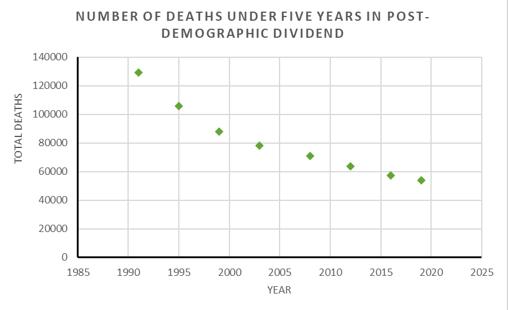 NUMBER OF DEATHS UNDER FIVE YEARS IN POST-
DEMOGRAPHIC DIVIDEND
140000
120000
100000
80000
60000
40000
20000
0
TOTAL DEATHS
1985 1990 1995 2000 2005 2010 2015 2020 2025
YEAR